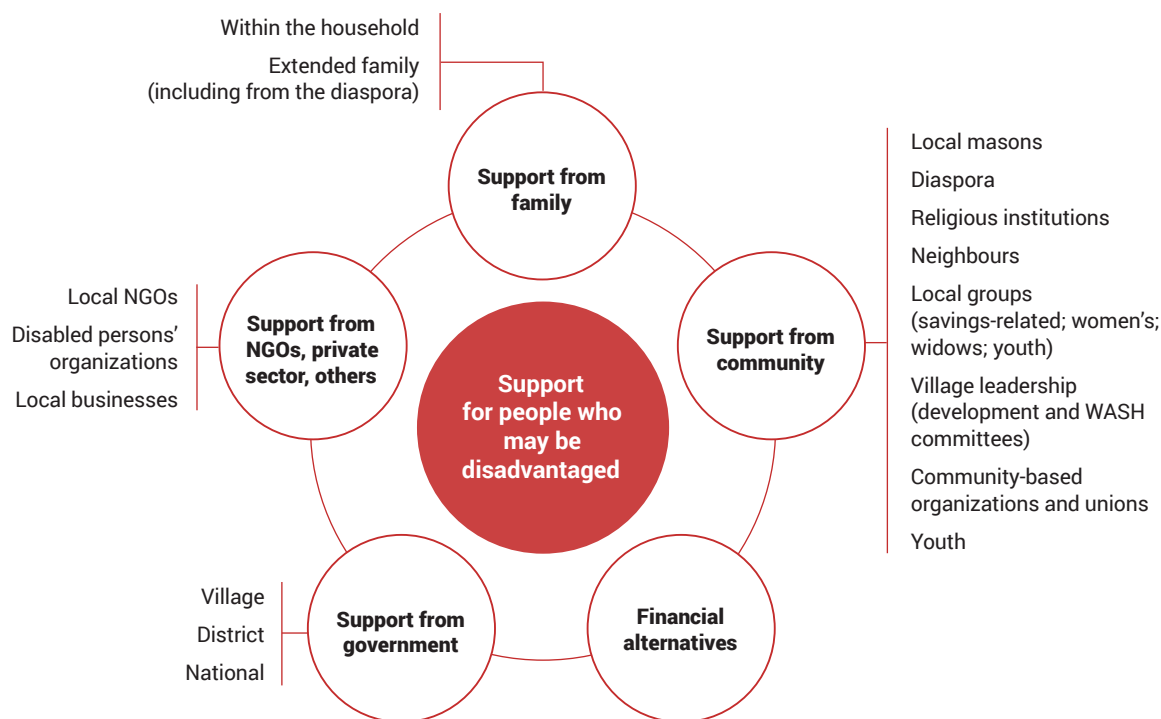 Within the household
Extended family
(including from the diaspora)
Support from
family
Local masons
Diaspora
Religious institutions
Neighbours
Local groups
(savings-related; women's;
widows; youth)
Village leadership
(development and WASH
committees)
Community-based
organizations and unions
Youth
Support from
community
Local NGOs
Disabled persons'
organizations
Local businesses
Support from
NGOs, private
sector, others
Support
for people who
may be
disadvantaged
Village
District
National
Support from
government
Financial
alternatives